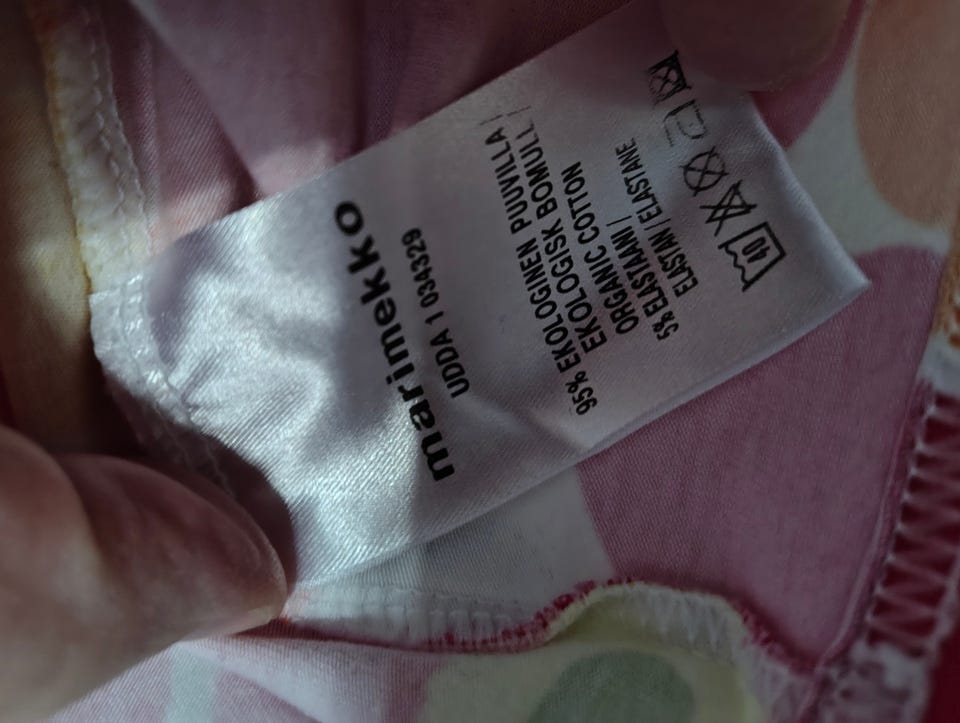 marimekko
UDDA 1 034329
95% EKOLOGINEN PUUVILLA /
EKOLOGISK BOMULL /
ORGANIC COTTON
5% ELASTAANI /
ELASTAN / ELASTANE
40